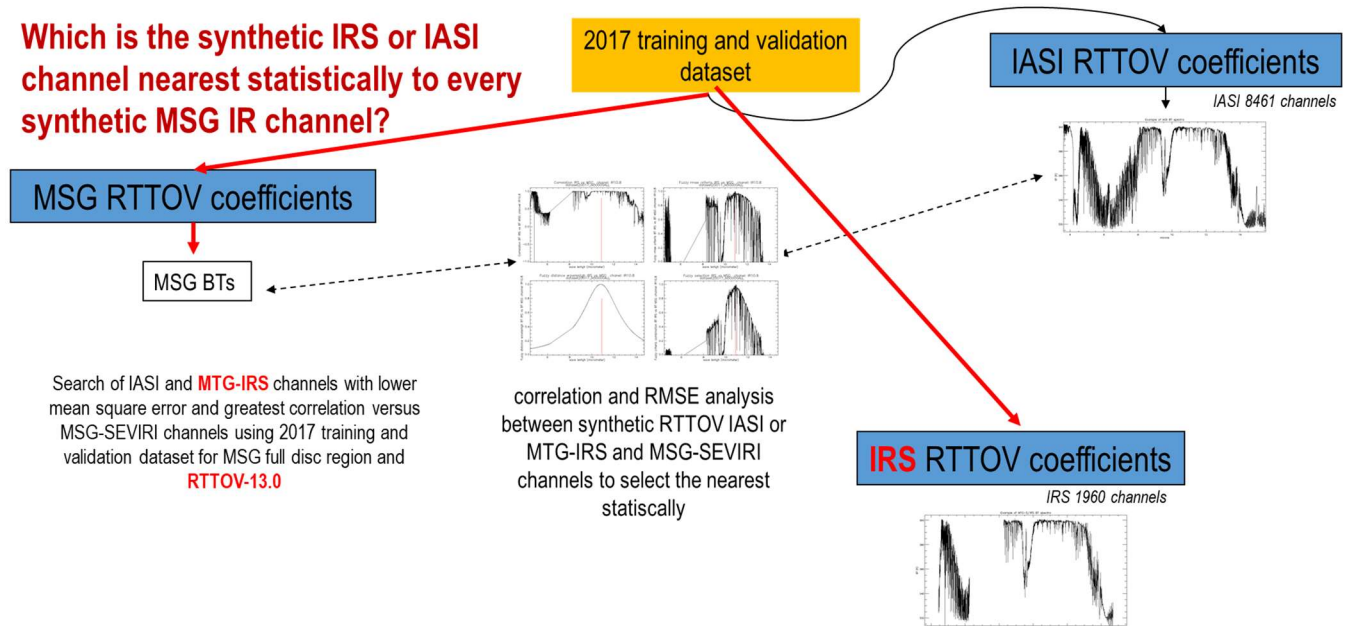 Which is the synthetic IRS or IASI
channel nearest statistically to every
synthetic MSG IR channel?
2017 training and validation
dataset
IASI RTTOV coefficients
IASI 8461 channels
MSG RTTOV coefficients
MSG BTs
Search of IASI and MTG-IRS channels with lower
mean square error and greatest correlation versus
MSG-SEVIRI channels using 2017 training and
validation dataset for MSG full disc region and
RTTOV-13.0
correlation and RMSE analysis
between synthetic RTTOV IASI or
MTG-IRS and MSG-SEVIRI
channels to select the nearest
statiscally
IRS RTTOV coefficients
IRS 1960 channels